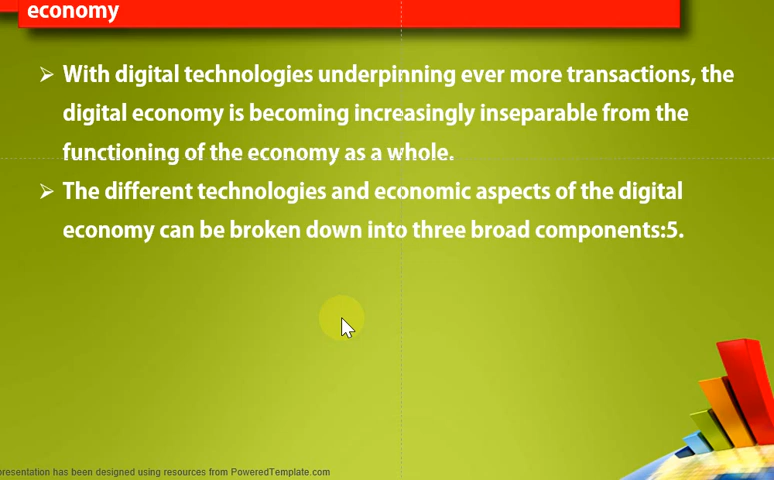 economy
With digital technologies underpinning ever more transactions, the
digital economy is becoming increasingly inseparable from the
functioning of the economy as a whole.
The different technologies and economic aspects of the digital
economy can be broken down into three broad components:5.
presentation has been designed using resources from PoweredTemplate.com